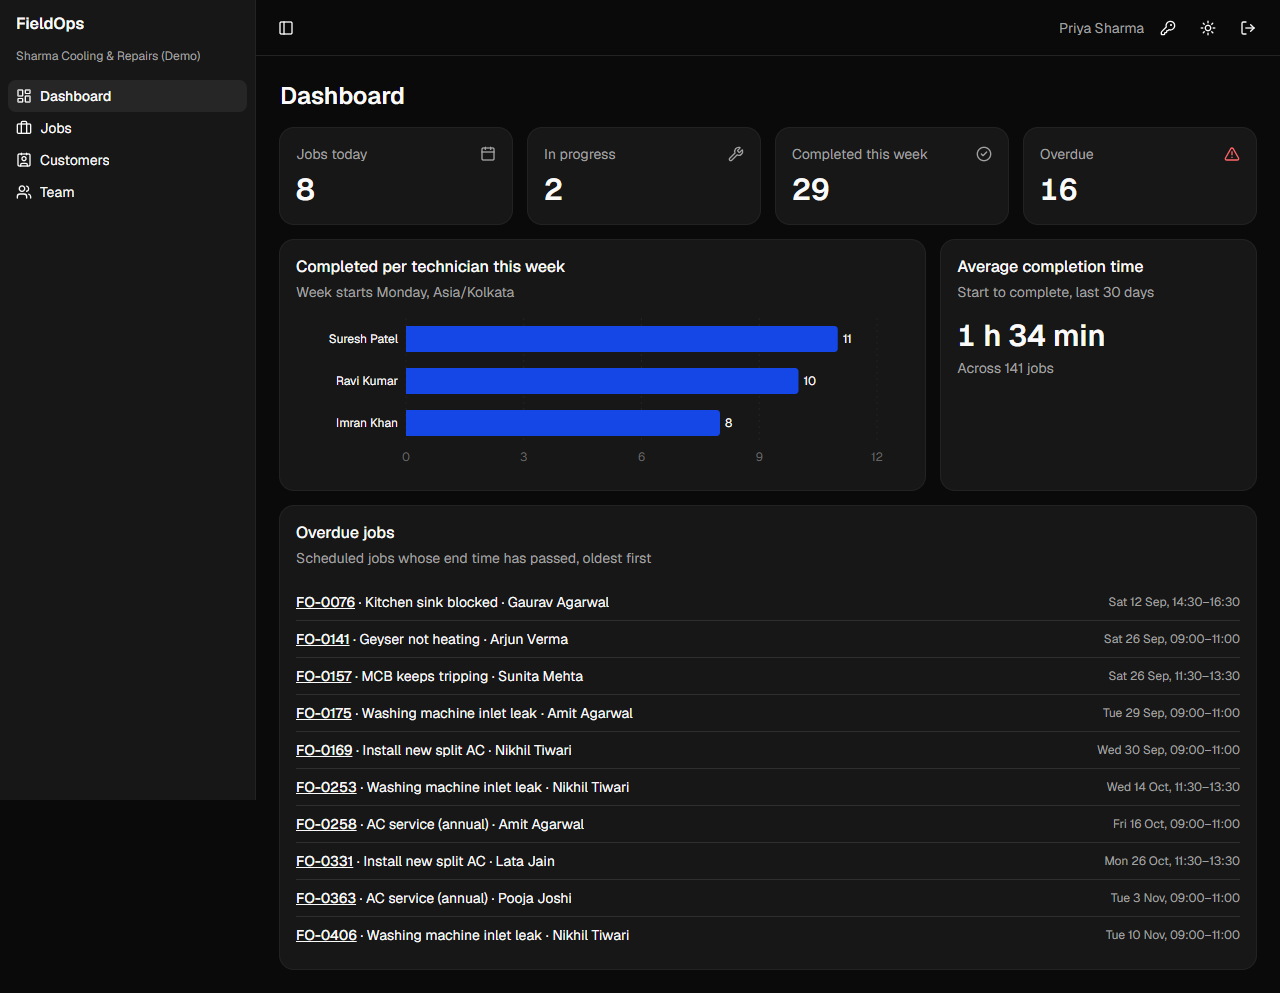 FieldOps
Sharma Cooling & Repairs (Demo)
Dashboard
Jobs
Customers
Team
Priya Sharma
Dashboard
Jobs today
8
In progress
2
Completed this week
29
Overdue
16
Completed per technician this week
Week starts Monday, Asia/Kolkata
Suresh Patel 11
Ravi Kumar 10
Imran Khan 8
0 3 6 9 12
Average completion time
Start to complete, last 30 days
1 h 34 min
Across 141 jobs
Overdue jobs
Scheduled jobs whose end time has passed, oldest first
FO-0076 · Kitchen sink blocked · Gaurav Agarwal Sat 12 Sep, 14:30–16:30
FO-0141 · Geyser not heating · Arjun Verma Sat 26 Sep, 09:00–11:00
FO-0157 · MCB keeps tripping · Sunita Mehta Sat 26 Sep, 11:30–13:30
FO-0175 · Washing machine inlet leak · Amit Agarwal Tue 29 Sep, 09:00–11:00
FO-0169 · Install new split AC · Nikhil Tiwari Wed 30 Sep, 09:00–11:00
FO-0253 · Washing machine inlet leak · Nikhil Tiwari Wed 14 Oct, 11:30–13:30
FO-0258 · AC service (annual) · Amit Agarwal Fri 16 Oct, 09:00–11:00
FO-0331 · Install new split AC · Lata Jain Mon 26 Oct, 11:30–13:30
FO-0363 · AC service (annual) · Pooja Joshi Tue 3 Nov, 09:00–11:00
FO-0406 · Washing machine inlet leak · Nikhil Tiwari Tue 10 Nov, 09:00–11:00